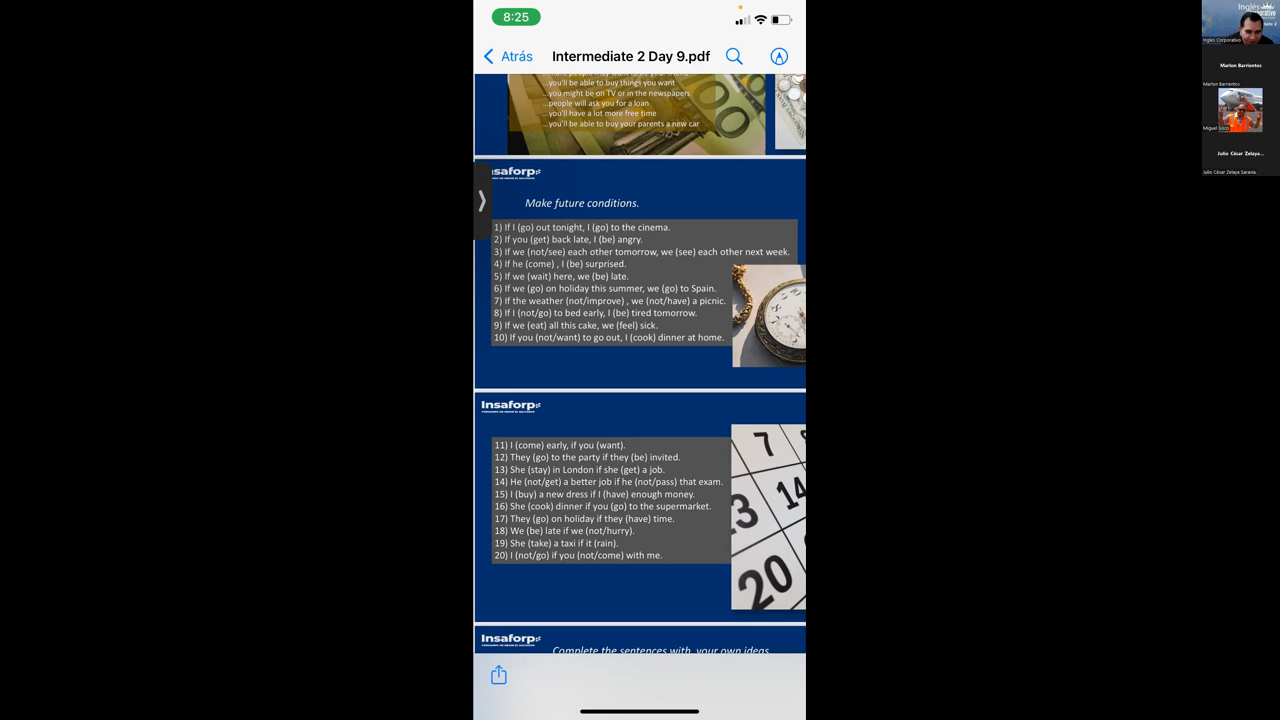 8:25
Atrás
Intermediate 2 Day 9.pdf
...you'll be able to buy things you want
...you might be on TV or in the newspapers
...people will ask you for a loan
...you'll have a lot more free time
...you'll be able to buy your parents a new car
Insaforp
Make future conditions.
1) If I (go) out tonight, I (go) to the cinema.
2) If you (get) back late, I (be) angry.
3) If we (not/see) each other tomorrow, we (see) each other next week.
4) If he (come) , I (be) surprised.
5) If we (wait) here, we (be) late.
6) If we (go) on holiday this summer, we (go) to Spain.
7) If the weather (not/improve) , we (not/have) a picnic.
8) If I (not/go) to bed early, I (be) tired tomorrow.
9) If we (eat) all this cake, we (feel) sick.
10) If you (not/want) to go out, I (cook) dinner at home.
Insaforp
11) I (come) early, if you (want).
12) They (go) to the party if they (be) invited.
13) She (stay) in London if she (get) a job.
14) He (not/get) a better job if he (not/pass) that exam.
15) I (buy) a new dress if I (have) enough money.
16) She (cook) dinner if you (go) to the supermarket.
17) They (go) on holiday if they (have) time.
18) We (be) late if we (not/hurry).
19) She (take) a taxi if it (rain).
20) I (not/go) if you (not/come) with me.
7
14
20
Insaforp
Complete the sentences with your own ideas
Inglés
Inglés Corporativo
Marlon Barrientos
Marlon Barrientos
Miguel Sisco
Julio César Zelaya...
Julio César Zelaya Saravia